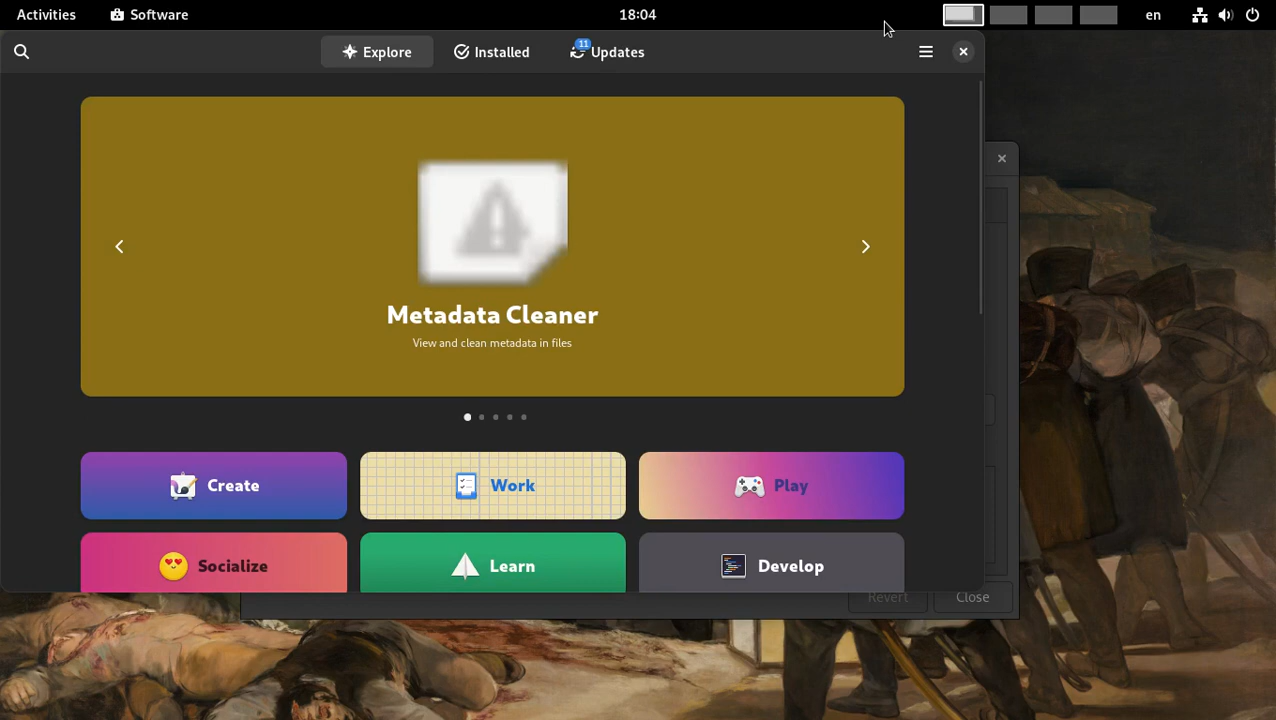 Activities Software 18:04 en
Explore Installed 11 Updates
Metadata Cleaner
View and clean metadata in files
Create Work Play
Socialize Learn Develop
Revert Close